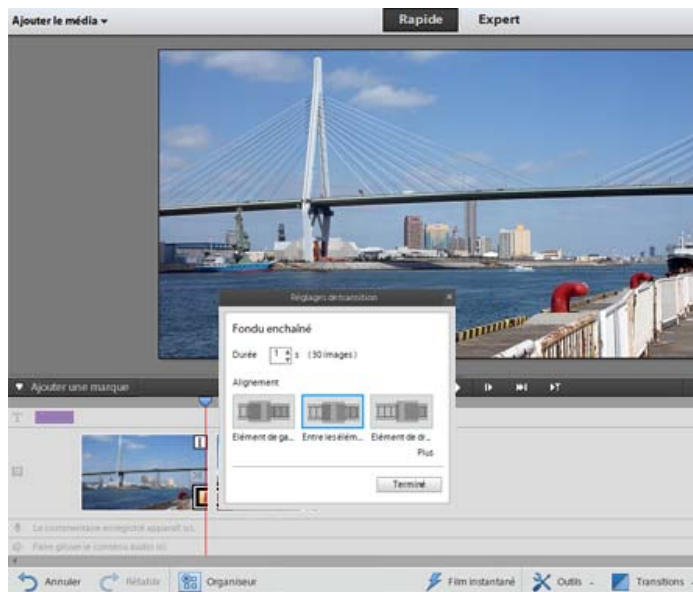 Ajouter le média
Rapide
Expert
Réglages de transition
Fondu enchaîné
Durée 1 s (30 images)
Alignement
Elément de ga...
Entre les élém...
Elément de dr...
Plus
Terminé
Ajouter une marque
T
Le commentaire enregistré apparaît ici.
Faire glisser le contenu audio ici
Annuler
Rétablir
Organiseur
Film instantané
Outils
Transitions